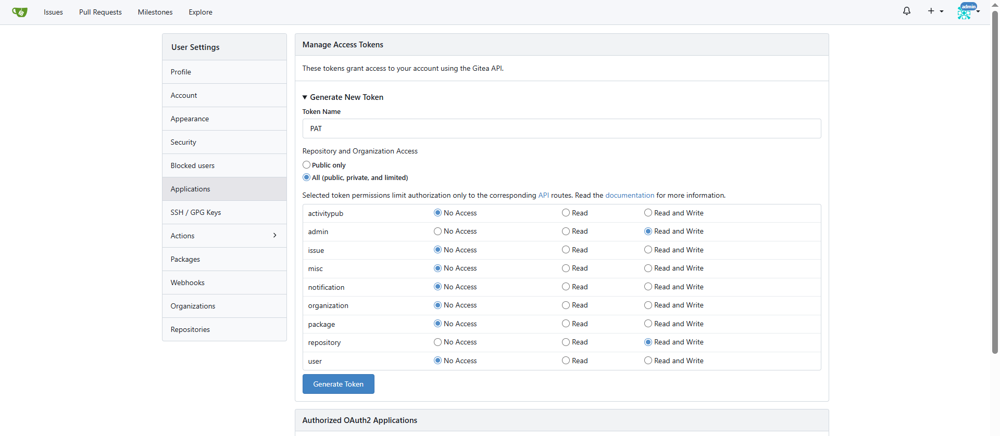 Issues Pull Requests Milestones Explore admin
User Settings
Profile
Account
Appearance
Security
Blocked users
Applications
SSH / GPG Keys
Actions
Packages
Webhooks
Organizations
Repositories
Manage Access Tokens
These tokens grant access to your account using the Gitea API.
Generate New Token
Token Name
PAT
Repository and Organization Access
Public only
All (public, private, and limited)
Selected token permissions limit authorization only to the corresponding API routes. Read the documentation for more information.
activitypub No Access Read Read and Write
admin No Access Read Read and Write
issue No Access Read Read and Write
misc No Access Read Read and Write
notification No Access Read Read and Write
organization No Access Read Read and Write
package No Access Read Read and Write
repository No Access Read Read and Write
user No Access Read Read and Write
Generate Token
Authorized OAuth2 Applications